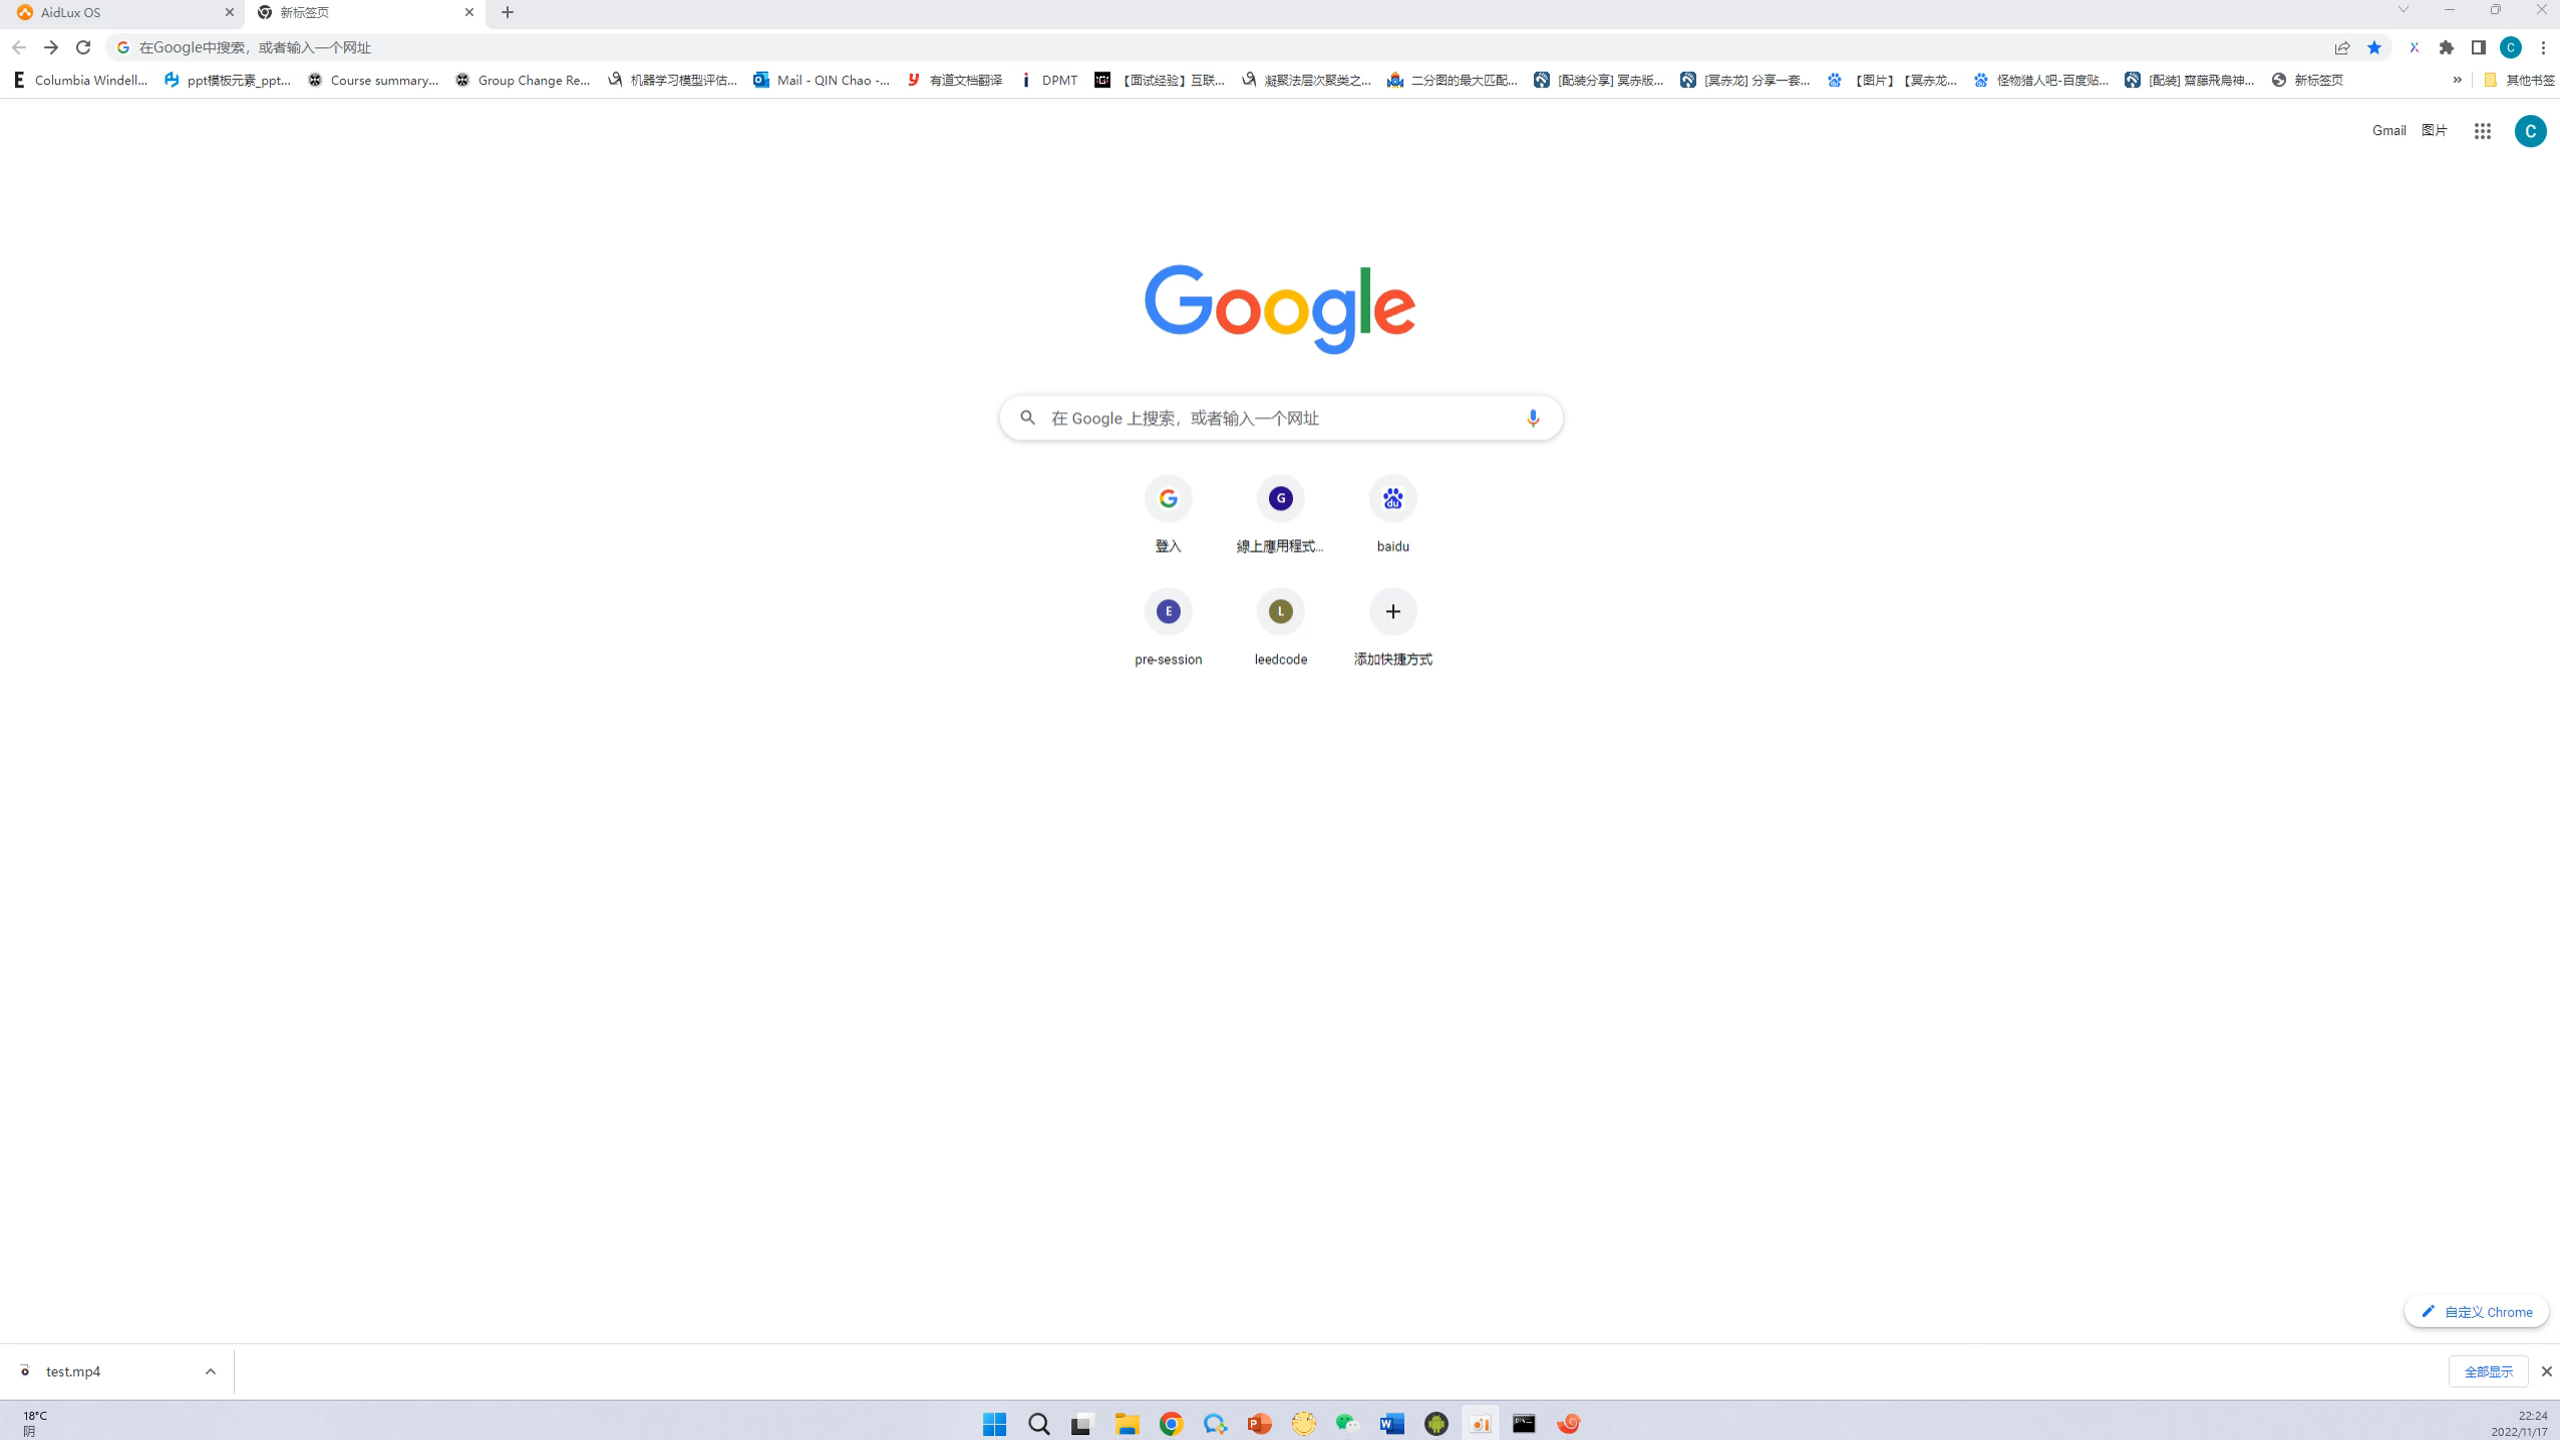 AidLux OS
新标签页
在Google中搜索，或者输入一个网址
Columbia Windell... ppt模板元素_ppt... Course summary... Group Change Re... 机器学习模型评估... Mail - QIN Chao -... 有道文档翻译 DPMT 【面试经验】互联... 凝聚法层次聚类之... 二分图的最大匹配... [配装分享] 冥赤版... [冥赤龙] 分享一套... 【图片】【冥赤龙... 怪物猎人吧-百度贴... [配装] 齋藤飛鳥神... 新标签页 » 其他书签
Gmail 图片 C
Google
在 Google 上搜索，或者输入一个网址
登入 線上應用程式... baidu
pre-session leedcode 添加快捷方式
自定义 Chrome
test.mp4 全部显示
18°C
阴
22:24
2022/11/17